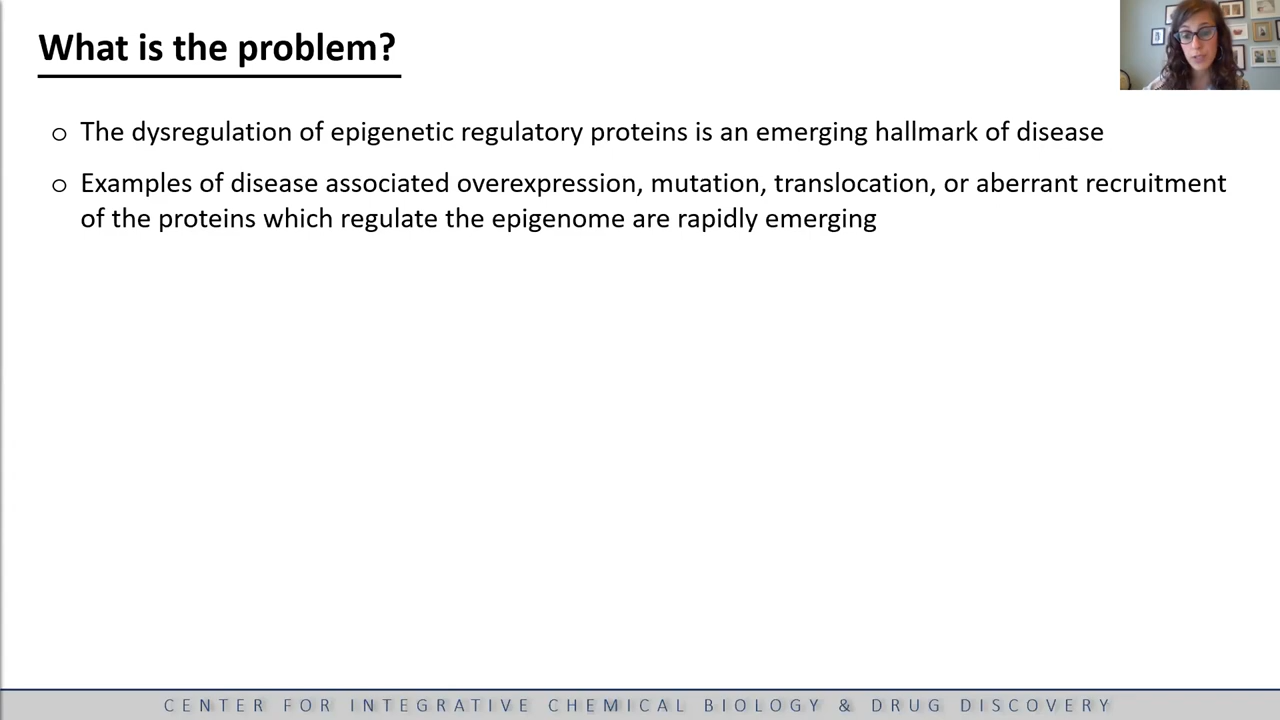 What is the problem?
o The dysregulation of epigenetic regulatory proteins is an emerging hallmark of disease
o Examples of disease associated overexpression, mutation, translocation, or aberrant recruitment
of the proteins which regulate the epigenome are rapidly emerging
CENTER FOR INTEGRATIVE CHEMICAL BIOLOGY & DRUG DISCOVERY